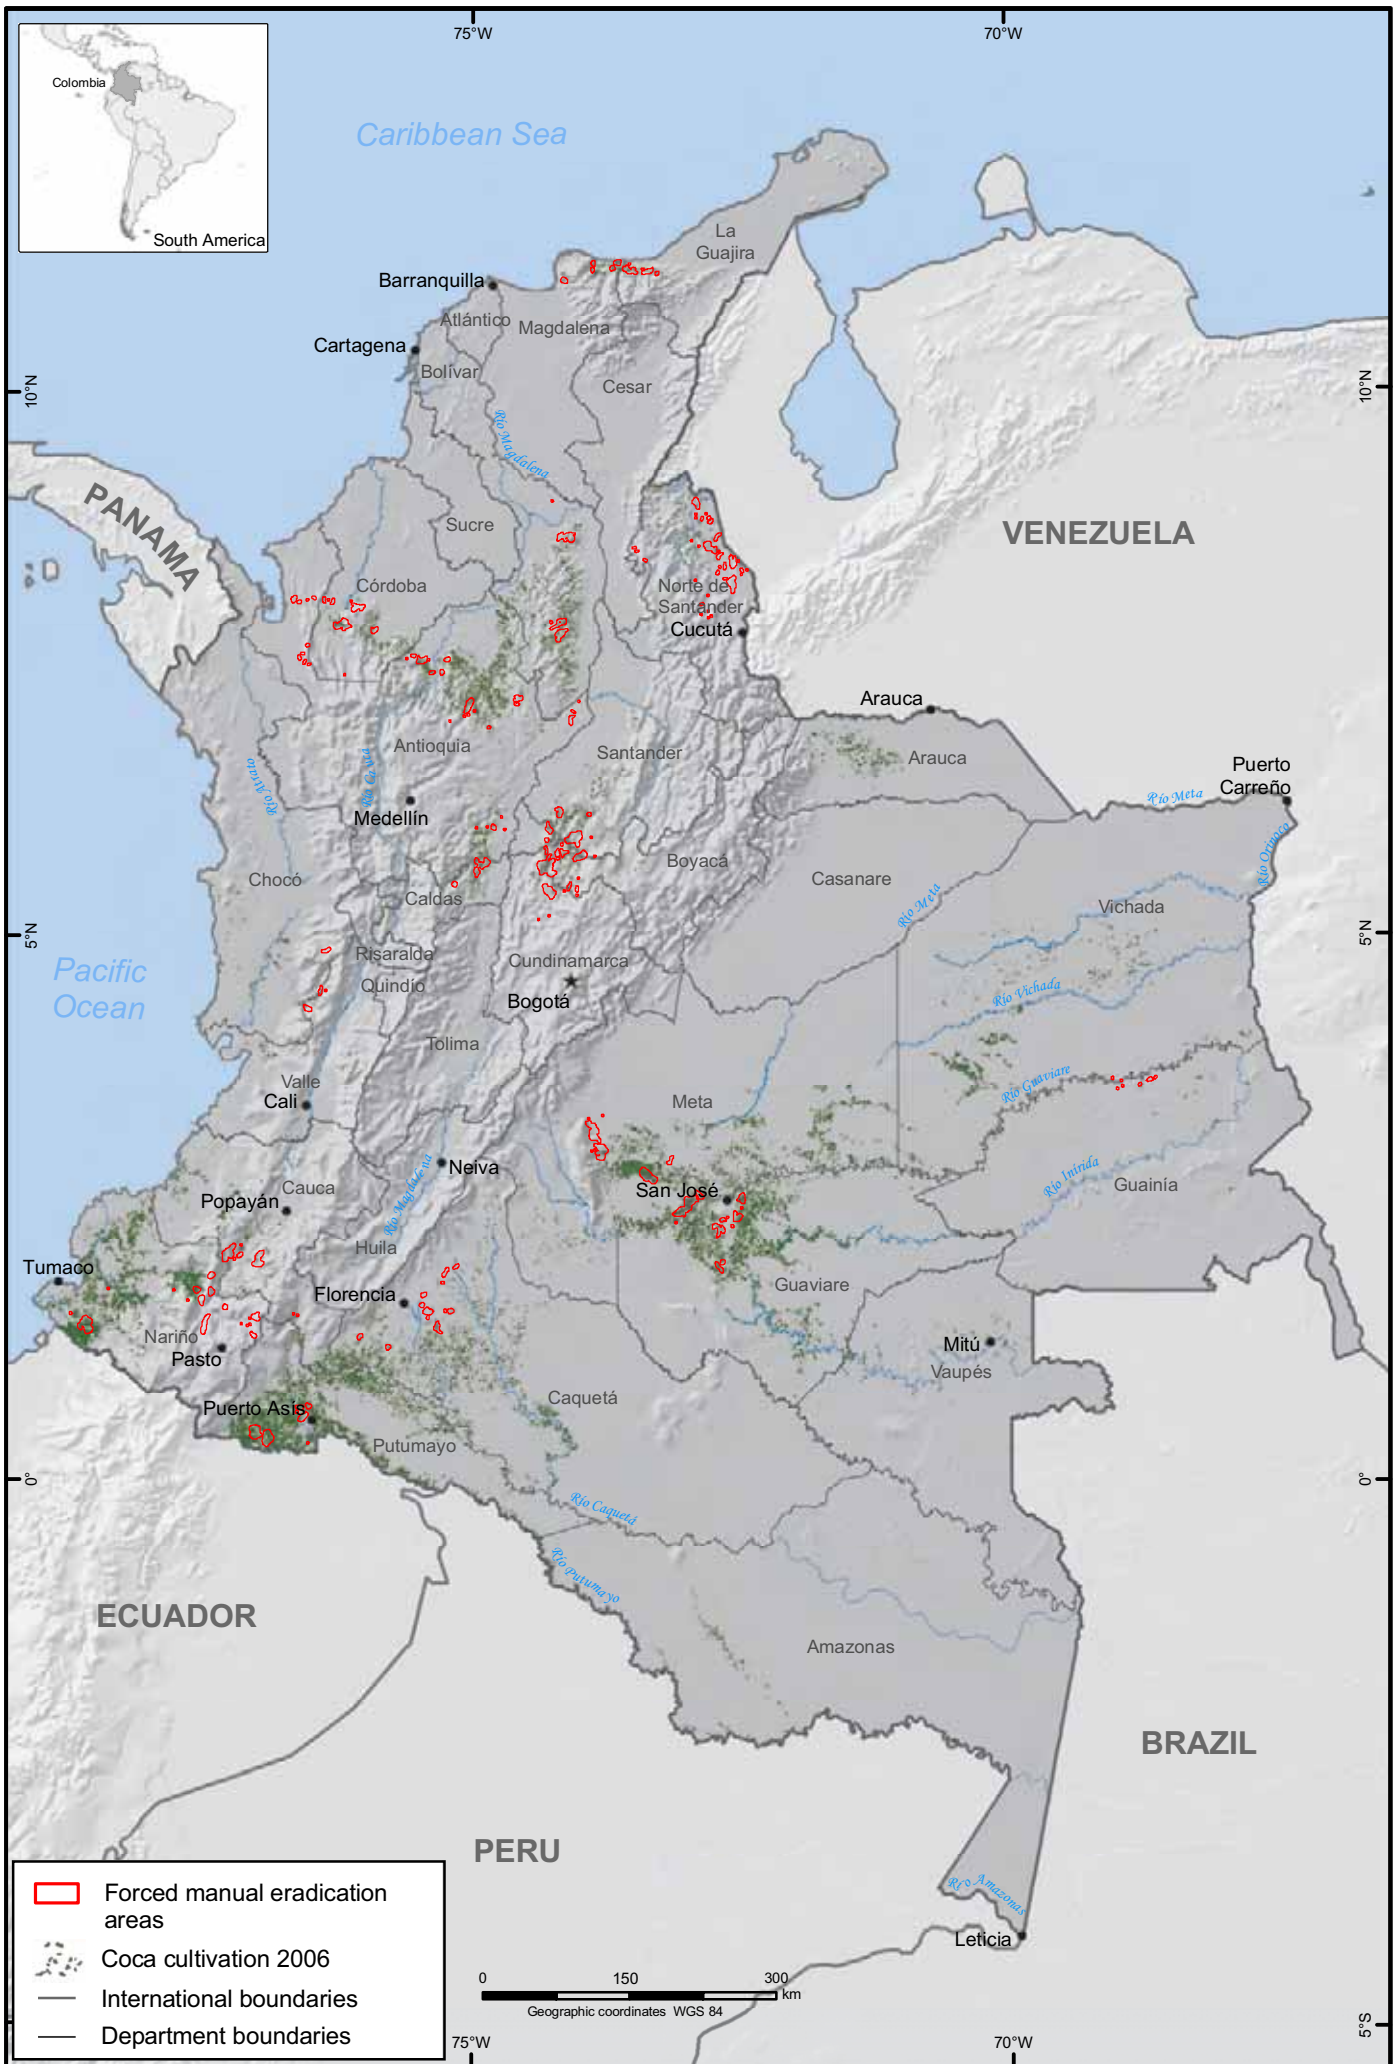 75°W
70°W
Colombia
South America
Caribbean Sea
La
Guajira
Barranquilla
Atlántico
Magdalena
Cartagena
Bolívar
Cesar
10°N
10°N
Río Magdalena
PANAMA
Sucre
VENEZUELA
Córdoba
Norte de
Santander
Cucutá
Arauca
Antioquia
Santander
Arauca
Puerto
Carreño
Río Atrato
Río Cauca
Río Meta
Medellín
Río Orinoco
Boyacá
Chocó
Caldas
Casanare
Río Meta
Vichada
5°N
5°N
Risaralda
Cundinamarca
Pacific
Ocean
Quindío
Bogotá
Río Vichada
Tolima
Valle
Cali
Meta
Río Guaviare
Neiva
Popayán
Cauca
Río Magdalena
San José
Río Inírida
Guainía
Huila
Tumaco
Florencia
Guaviare
Nariño
Pasto
Mitú
Vaupés
Caquetá
Puerto Asís
Putumayo
0°
0°
Río Caquetá
Río Putumayo
ECUADOR
Amazonas
BRAZIL
PERU
Río Amazonas
Leticia
Forced manual eradication
areas
Coca cultivation 2006
International boundaries
Department boundaries
0 150 300
km
Geographic coordinates WGS 84
5°S
75°W
70°W